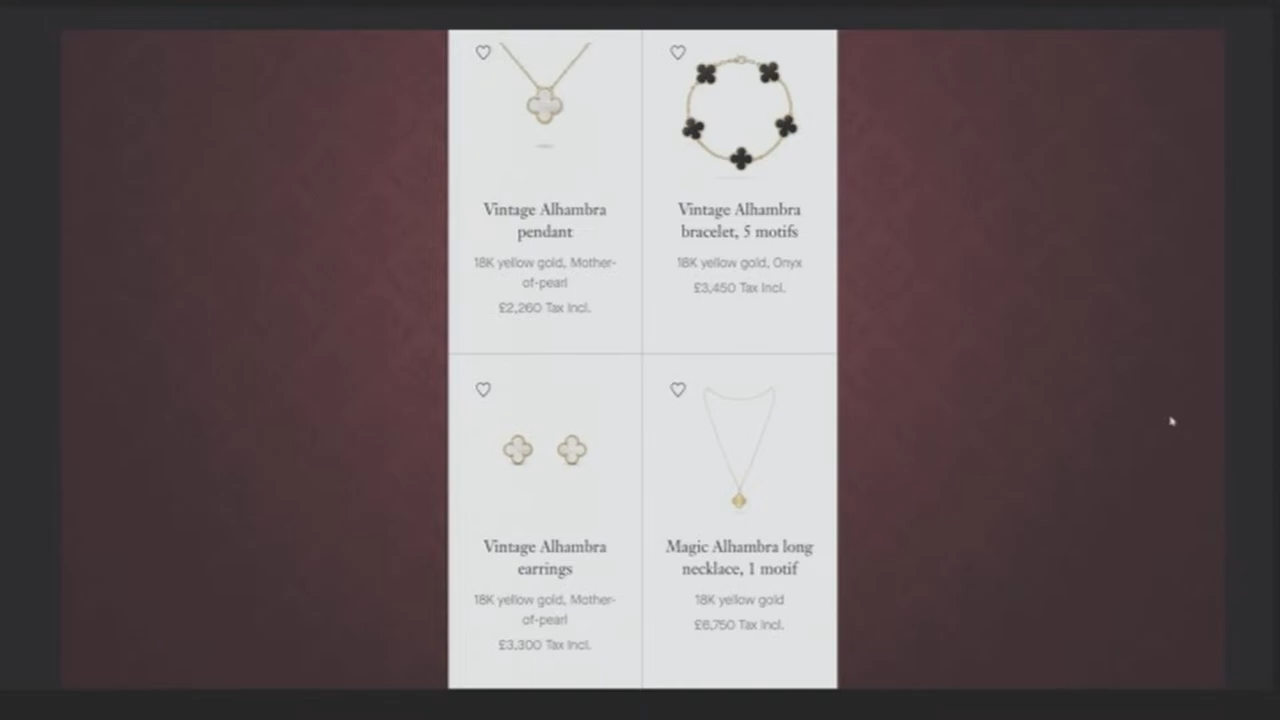 Vintage Alhambra
pendant
18K yellow gold, Mother-
of-pearl
£2,260 Tax Incl.
Vintage Alhambra
bracelet, 5 motifs
18K yellow gold, Onyx
£3,450 Tax Incl.
Vintage Alhambra
earrings
18K yellow gold, Mother-
of-pearl
£3,300 Tax Incl.
Magic Alhambra long
necklace, 1 motif
18K yellow gold
£6,750 Tax Incl.